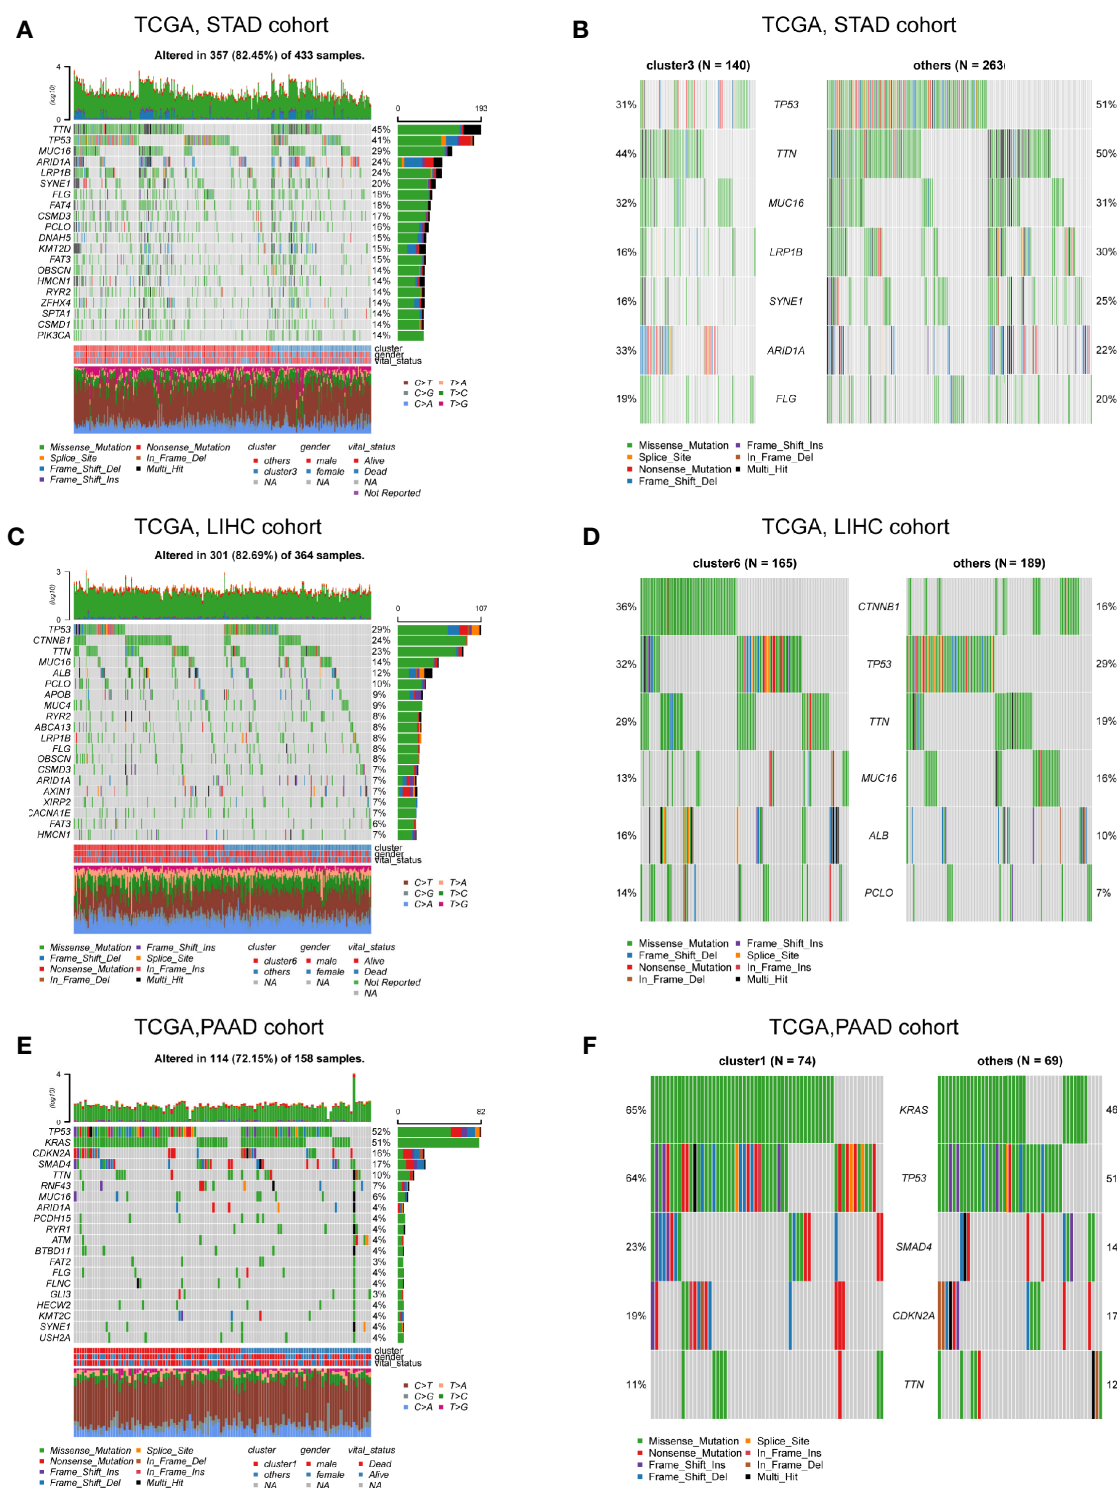 A
TCGA, STAD cohort
Altered in 357 (82.45%) of 433 samples.
4
(log10)
0
0 193
TTN 45%
TP53 41%
MUC16 29%
ARID1A 24%
LRP1B 24%
SYNE1 20%
FLG 18%
FAT4 18%
CSMD3 17%
PCLO 16%
DNAH5 15%
KMT2D 15%
FAT3 15%
OBSCN 14%
HMCN1 14%
RYR2 14%
ZFHX4 14%
SPTA1 14%
CSMD1 14%
PIK3CA 14%
cluster
gender
vital_status
C>T T>A
C>G T>C
C>A T>G
Missense_Mutation Nonsense_Mutation
Splice_Site In_Frame_Del
Frame_Shift_Del Multi_Hit
Frame_Shift_Ins
cluster gender vital_status
others male Alive
cluster3 female Dead
NA NA NA
Not Reported
B
TCGA, STAD cohort
cluster3 (N = 140) others (N = 263)
31% TP53 51%
44% TTN 50%
32% MUC16 31%
16% LRP1B 30%
16% SYNE1 25%
33% ARID1A 22%
19% FLG 20%
Missense_Mutation Frame_Shift_Ins
Splice_Site In_Frame_Del
Nonsense_Mutation Multi_Hit
Frame_Shift_Del
C
TCGA, LIHC cohort
Altered in 301 (82.69%) of 364 samples.
3
(log10)
0
0 107
TP53 29%
CTNNB1 24%
TTN 23%
MUC16 14%
ALB 12%
PCLO 10%
APOB 9%
MUC4 9%
RYR2 8%
ABCA13 8%
LRP1B 8%
FLG 8%
OBSCN 8%
CSMD3 7%
ARID1A 7%
AXIN1 7%
XIRP2 7%
CACNA1E 7%
FAT3 6%
HMCN1 7%
cluster
gender
vital_status
C>T T>A
C>G T>C
C>A T>G
Missense_Mutation Frame_Shift_Ins
Frame_Shift_Del Splice_Site
Nonsense_Mutation In_Frame_Ins
In_Frame_Del Multi_Hit
cluster gender vital_status
cluster6 male Alive
others female Dead
NA NA Not Reported
NA
D
TCGA, LIHC cohort
cluster6 (N = 165) others (N = 189)
36% CTNNB1 16%
32% TP53 29%
29% TTN 19%
13% MUC16 16%
16% ALB 10%
14% PCLO 7%
Missense_Mutation Frame_Shift_Ins
Frame_Shift_Del Splice_Site
Nonsense_Mutation In_Frame_Ins
In_Frame_Del Multi_Hit
E
TCGA,PAAD cohort
Altered in 114 (72.15%) of 158 samples.
4
(log10)
0
0 82
TP53 52%
KRAS 51%
CDKN2A 16%
SMAD4 17%
TTN 10%
RNF43 7%
MUC16 6%
ARID1A 4%
PCDH15 4%
RYR1 4%
ATM 4%
BTBD11 4%
FAT2 3%
FLG 4%
FLNC 4%
GLI3 3%
HECW2 4%
KMT2C 4%
SYNE1 4%
USH2A 4%
cluster
gender
vital_status
C>T T>A
C>G T>C
C>A T>G
Missense_Mutation Splice_Site
Nonsense_Mutation In_Frame_Del
Frame_Shift_Ins In_Frame_Ins
Frame_Shift_Del Multi_Hit
cluster gender vital_status
cluster1 male Dead
others female Alive
NA NA NA
F
TCGA,PAAD cohort
cluster1 (N = 74) others (N = 69)
65% KRAS 46
64% TP53 51
23% SMAD4 14
19% CDKN2A 17
11% TTN 12
Missense_Mutation Splice_Site
Nonsense_Mutation In_Frame_Ins
Frame_Shift_Ins In_Frame_Del
Frame_Shift_Del Multi_Hit